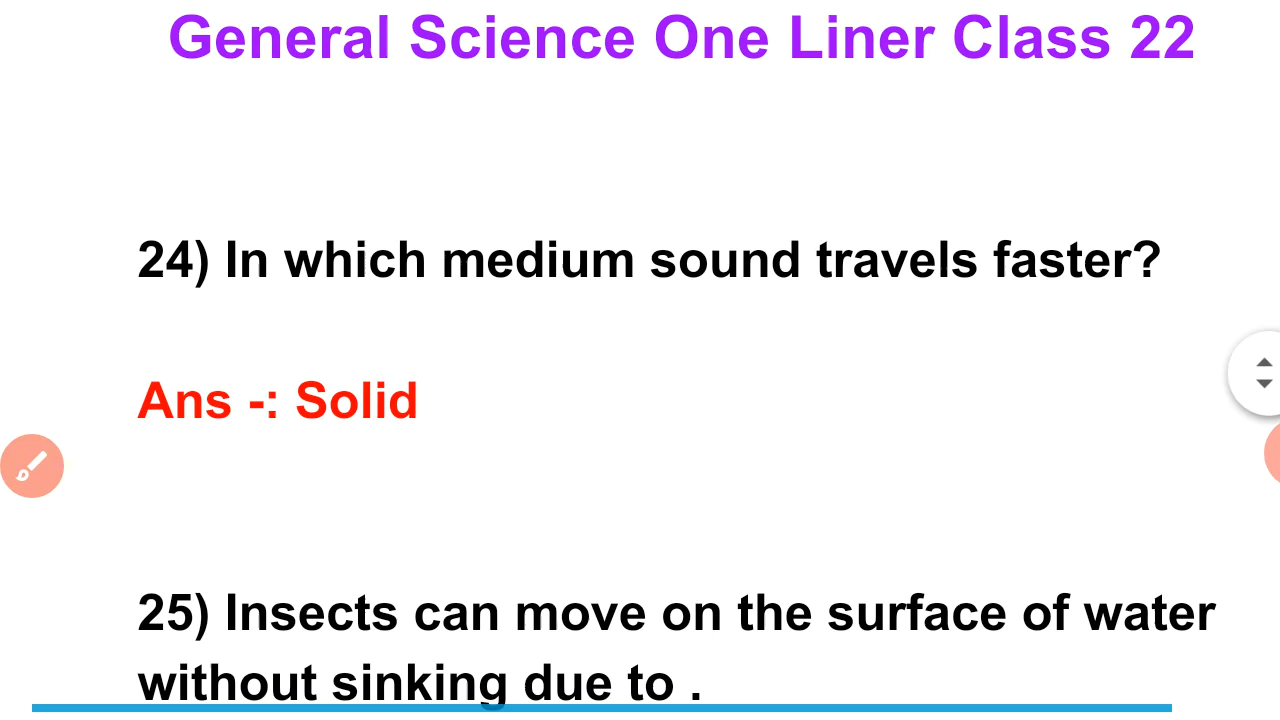 General Science One Liner Class 22
24) In which medium sound travels faster?
Ans -: Solid
25) Insects can move on the surface of water
without sinking due to .